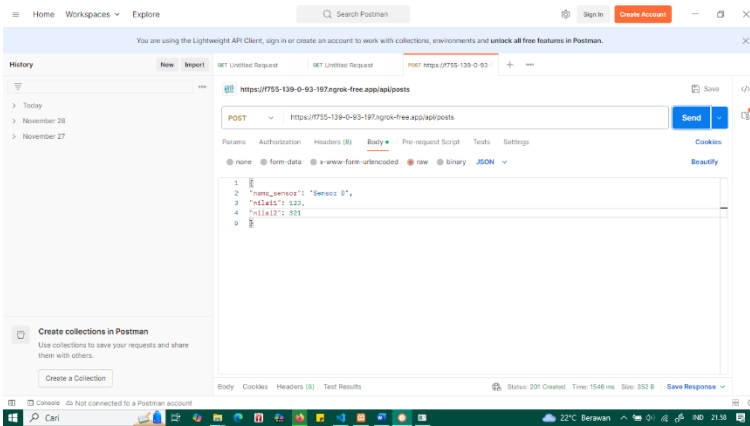 Home Workspaces Explore Search Postman Sign In Create Account
You are using the Lightweight API Client, sign in or create an account to work with collections, environments and unlock all free features in Postman.
History New Import GET Untitled Request GET Untitled Request POST https://f755-139-0-93
https://f755-139-0-93-197.ngrok-free.app/api/posts Save
Today
November 28
November 27
POST https://f755-139-0-93-197.ngrok-free.app/api/posts Send
Params Authorization Headers (8) Body Pre-request Script Tests Settings Cookies
none form-data x-www-form-urlencoded raw binary JSON Beautify
1 {
2 "nama_sensor": "Sensor B",
3 "nilai1": 123,
4 "nilai2": 321
5 }
Create collections in Postman
Use collections to save your requests and share
them with others.
Create a Collection
Body Cookies Headers (8) Test Results Status: 201 Created Time: 1546 ms Size: 352 B Save Response
Console Not connected to a Postman account
Cari 22°C Berawan IND 21.58